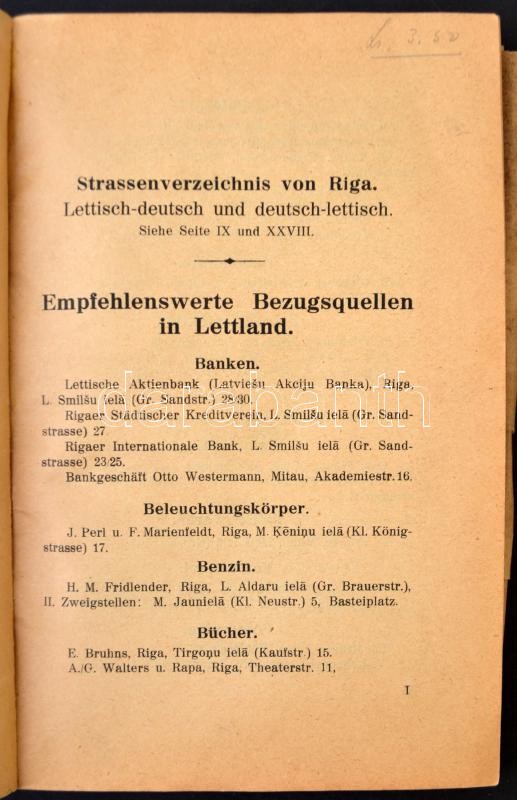 Ls. 3.50
Strassenverzeichnis von Riga.
Lettisch-deutsch und deutsch-lettisch.
Siehe Seite IX und XXVIII.
Empfehlenswerte Bezugsquellen
in Lettland.
Banken.
Lettische Aktienbank (Latviešu Akciju Banka), Riga,
L. Smilšu ielā (Gr. Sandstr.) 28/30.
Rigaer Städtischer Kreditverein, L. Smilšu ielā (Gr. Sand-
strasse) 27.
Rigaer Internationale Bank, L. Smilšu ielā (Gr. Sand-
strasse) 23/25.
Bankgeschäft Otto Westermann, Mitau, Akademiestr. 16.
darabanth
Beleuchtungskörper.
J. Perl u. F. Marienfeldt, Riga, M. Ķēniņu ielā (Kl. König-
strasse) 17.
Benzin.
H. M. Fridlender, Riga, L. Aldaru ielā (Gr. Brauerstr.),
II. Zweigstellen: M. Jaunielā (Kl. Neustr.) 5, Basteiplatz.
Bücher.
E. Bruhns, Riga, Tirgoņu ielā (Kaufstr.) 15.
A./G. Walters u. Rapa, Riga, Theaterstr. 11,
I